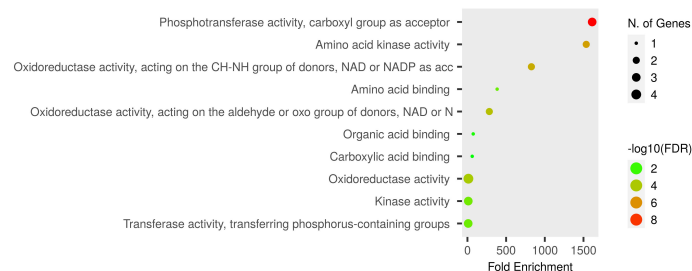 Phosphotransferase activity, carboxyl group as acceptor
Amino acid kinase activity
Oxidoreductase activity, acting on the CH-NH group of donors, NAD or NADP as acc
Amino acid binding
Oxidoreductase activity, acting on the aldehyde or oxo group of donors, NAD or N
Organic acid binding
Carboxylic acid binding
Oxidoreductase activity
Kinase activity
Transferase activity, transferring phosphorus-containing groups
0 500 1000 1500
Fold Enrichment
N. of Genes
1
2
3
4
-log10(FDR)
2
4
6
8